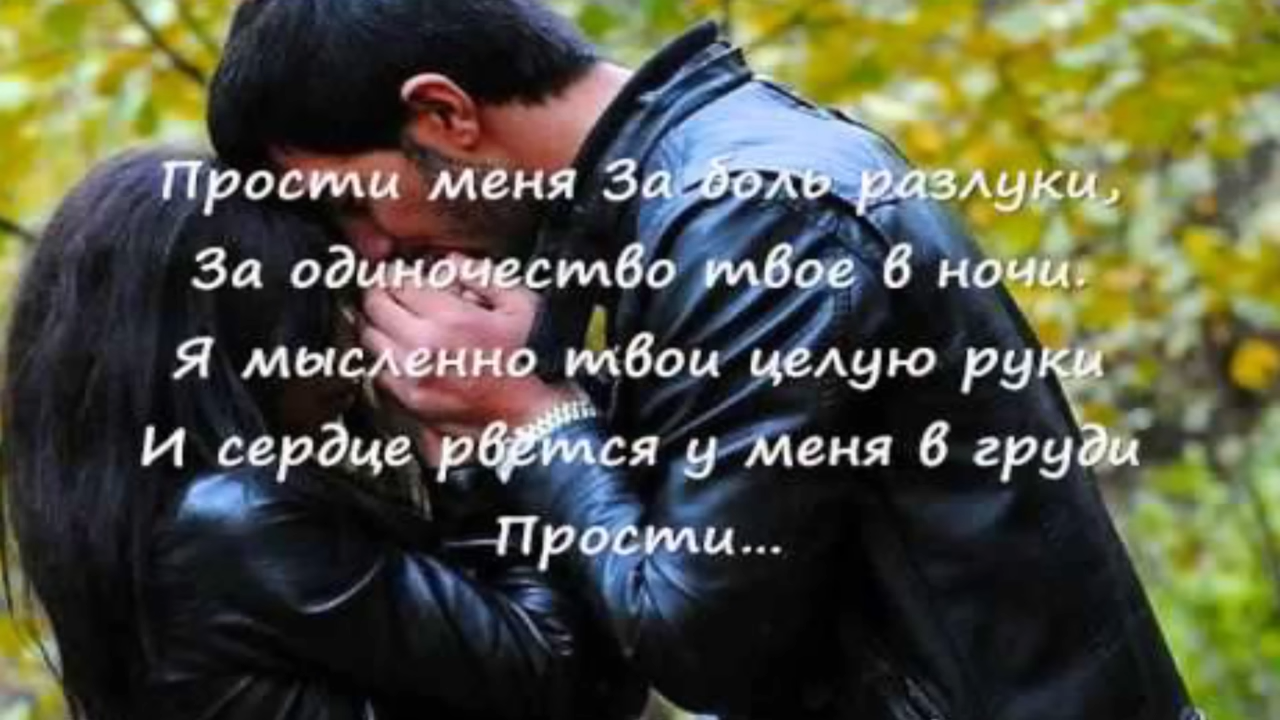 Прости меня За боль разлуки,
За одиночество твое в ночи.
Я мысленно твои целую руки
И сердце рвется у меня в груди
Прости...